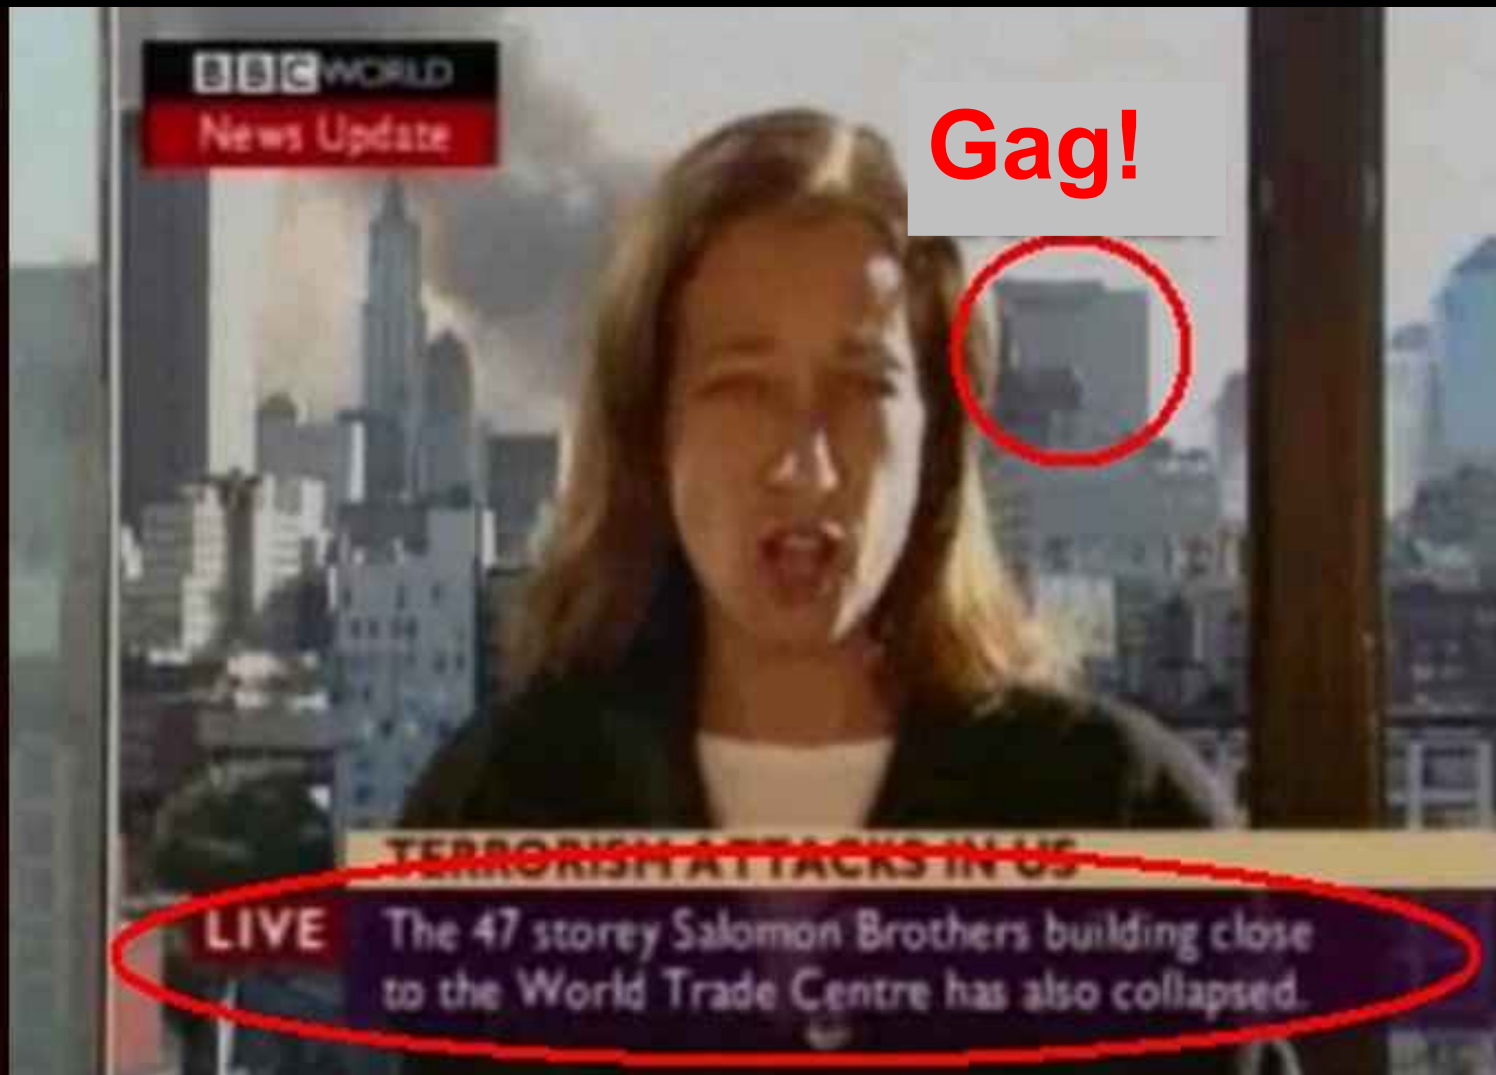 BBC WORLD
News Update
Gag!
TERRORISM ATTACKS IN US
LIVE
The 47 storey Salomon Brothers building close
to the World Trade Centre has also collapsed.